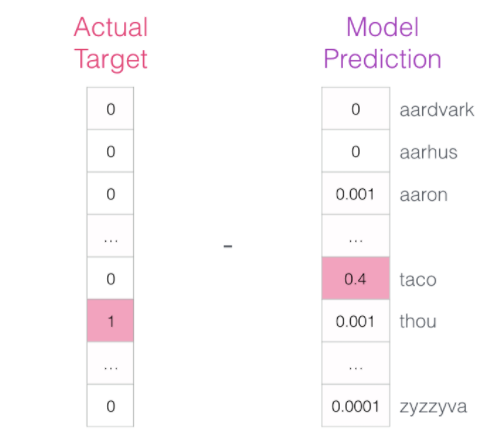 Actual Target
Model Prediction
0 0 aardvark
0 0 aarhus
0 0.001 aaron
... - ...
0 0.4 taco
1 0.001 thou
... ...
0 0.0001 zyzzyva